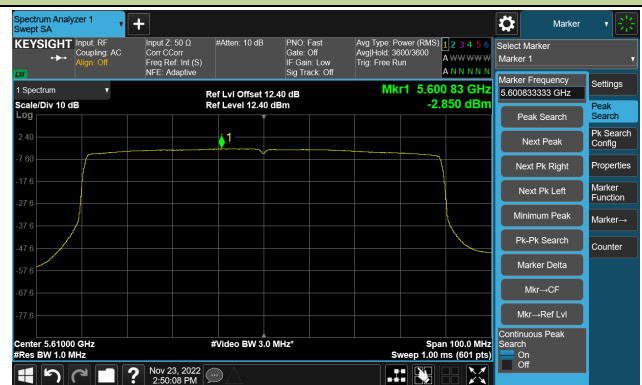 Spectrum Analyzer 1
Swept SA
Marker
KEYSIGHT
Input: RF
Coupling: AC
Align: Off
Input Z: 50 Ω
Corr CCorr
Freq Ref: Int (S)
NFE: Adaptive
#Atten: 10 dB
PNO: Fast
Gate: Off
IF Gain: Low
Sig Track: Off
Avg Type: Power (RMS)
Avg|Hold: 3600/3600
Trig: Free Run
1 2 3 4 5 6
A W W W W W
A N N N N N
LXI
Select Marker
Marker 1
1 Spectrum
Scale/Div 10 dB
Log
Ref Lvl Offset 12.40 dB
Ref Level 12.40 dBm
Mkr1 5.600 83 GHz
-2.850 dBm
1
2.40
-7.60
-17.6
-27.6
-37.6
-47.6
-57.6
-67.6
-77.6
Center 5.61000 GHz
#Res BW 1.0 MHz
#Video BW 3.0 MHz*
Span 100.0 MHz
Sweep 1.00 ms (601 pts)
Marker Frequency
5.600833333 GHz
Peak Search
Next Peak
Next Pk Right
Next Pk Left
Minimum Peak
Pk-Pk Search
Marker Delta
Mkr→CF
Mkr→Ref Lvl
Continuous Peak
Search
On
Off
Settings
Peak
Search
Pk Search
Config
Properties
Marker
Function
Marker→
Counter
?
Nov 23, 2022
2:50:08 PM